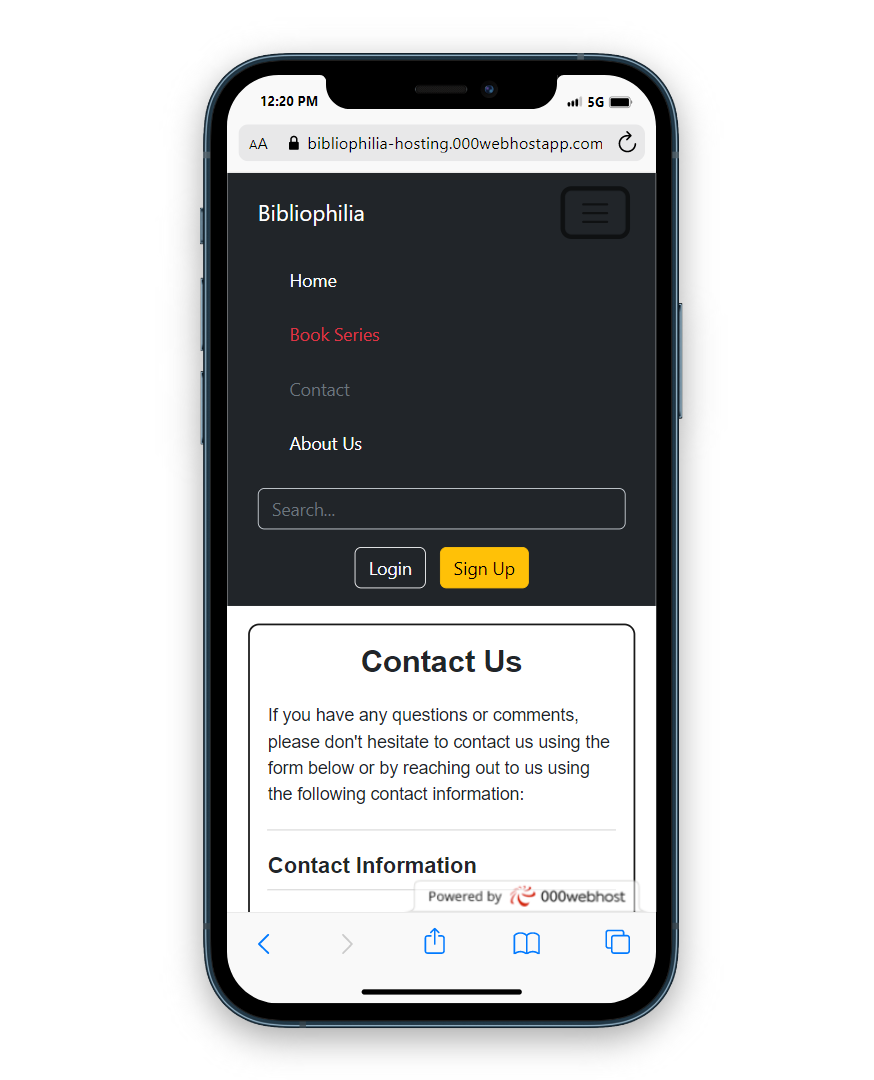 12:20 PM
5G
AA
bibliophilia-hosting.000webhostapp.com
Bibliophilia
Home
Book Series
Contact
About Us
Search...
Login
Sign Up
Contact Us
If you have any questions or comments,
please don't hesitate to contact us using the
form below or by reaching out to us using
the following contact information:
Contact Information
Powered by 000webhost